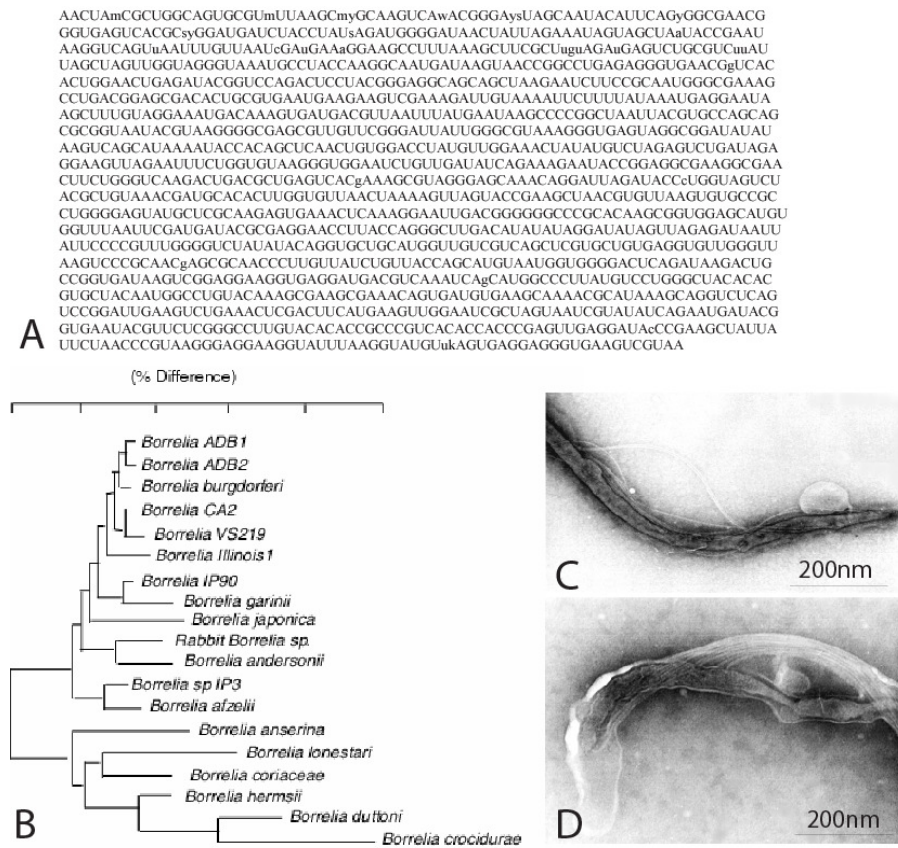 AACUAmCGCUGGCAGUGCGUmUUAAGCmyGCAAGUCAwACGGGAysUAGCAAUACAUUCAGyGGCGAACG
GGUGAGUCACGCsyGGAUGAUCUACCUAUsAGAUGGGGAUAACUAUUAGAAAUAGUAGCUAaUACCGAAU
AAGGUCAGUuAAUUUGUUAAUcGAuGAAaGGAAGCCUUUAAAGCUUCGCUuguAGAuGAGUCUGCGUCuuAU
UAGCUAGUUGGUAGGGUAAAUGCCUACCAAGGCAAUGAUAAGUAACCGGCCUGAGAGGGUGAACGgUCAC
ACUGGAACUGAGAUACGGUCCAGACUCCUACGGGAGGCAGCAGCUAAGAAUCUUCCGCAAUGGGCGAAAG
CCUGACGGAGCGACACUGCGUGAAUGAAGAAGUCGAAAGAUUGUAAAAUUCUUUUAUAAAUGAGGAAUA
AGCUUUGUAGGAAAUGACAAAGUGAUGACGUUAAUUUAUGAAUAAGCCCCGGCUAAUUACGUGCCAGCAG
CGCGGUAAUACGUAAGGGGCGAGCGUUGUUCGGGAUUAUUGGGCGUAAAGGGUGAGUAGGCGGAUAUAU
AAGUCAGCAUAAAAUACCACAGCUCAACUGUGGACCUAUGUUGGAAACUAUAUGUCUAGAGUCUGAUAGA
GGAAGUUAGAAUUUCUGGUGUAAGGGUGGAAUCUGUUGAUAUCAGAAAGAAUACCGGAGGCGAAGGCGAA
CUUCUGGGUCAAGACUGACGCUGAGUCACgAAAGCGUAGGGAGCAAACAGGAUUAGAUACCcUGGUAGUCU
ACGCUGUAAACGAUGCACACUUGGUGUUAACUAAAAGUUAGUACCGAAGCUAACGUGUUAAGUGUGCCGC
CUGGGGAGUAUGCUCGCAAGAGUGAAACUCAAAGGAAUUGACGGGGGGCCCGCACAAGCGGUGGAGCAUGU
GGUUUAAUUCGAUGAUACGCGAGGAACCUUACCAGGGCUUGACAUAUAUAGGAUAUAGUUAGAGAUAAUU
AUUCCCCGUUUGGGGUCUAUAUACAGGUGCUGCAUGGUUGUCGUCAGCUCGUGCUGUGAGGUGUUGGGUU
AAGUCCCGCAACgAGCGCAACCCUUGUUAUCUGUUACCAGCAUGUAAUGGUGGGGACUCAGAUAAGACUG
CCGGUGAUAAGUCGGAGGAAGGUGAGGAUGACGUCAAAUCAgCAUGGCCCUUAUGUCCUGGGCUACACAC
GUGCUACAAUGGCCUGUACAAAGCGAAGCGAAACAGUGAUGUGAAGCAAAACGCAUAAAGCAGGUCUCAG
UCCGGAUUGAAGUCUGAAACUCGACUUCAUGAAGUUGGAAUCGCUAGUAAUCGUAUAUCAGAAUGAUACG
GUGAAUACGUUCUCGGGCCUUGUACACACCGCCCGUCACACCACCCGAGUUGAGGAUAcCCGAAGCUAUUA
UUCUAACCCGUAAGGGAGGAAGGUAUUUAAGGUAUGUukAGUGAGGAGGGUGAAGUCGUAA
A
(% Difference)
Borrelia ADB1
Borrelia ADB2
Borrelia burgdorferi
Borrelia CA2
Borrelia VS219
Borrelia Illinois1
Borrelia IP90
Borrelia garinii
Borrelia japonica
Rabbit Borrelia sp.
Borrelia andersonii
Borrelia sp IP3
Borrelia afzelii
Borrelia anserina
Borrelia lonestari
Borrelia coriaceae
Borrelia hermsii
Borrelia duttoni
Borrelia crocidurae
B
C
200nm
D
200nm